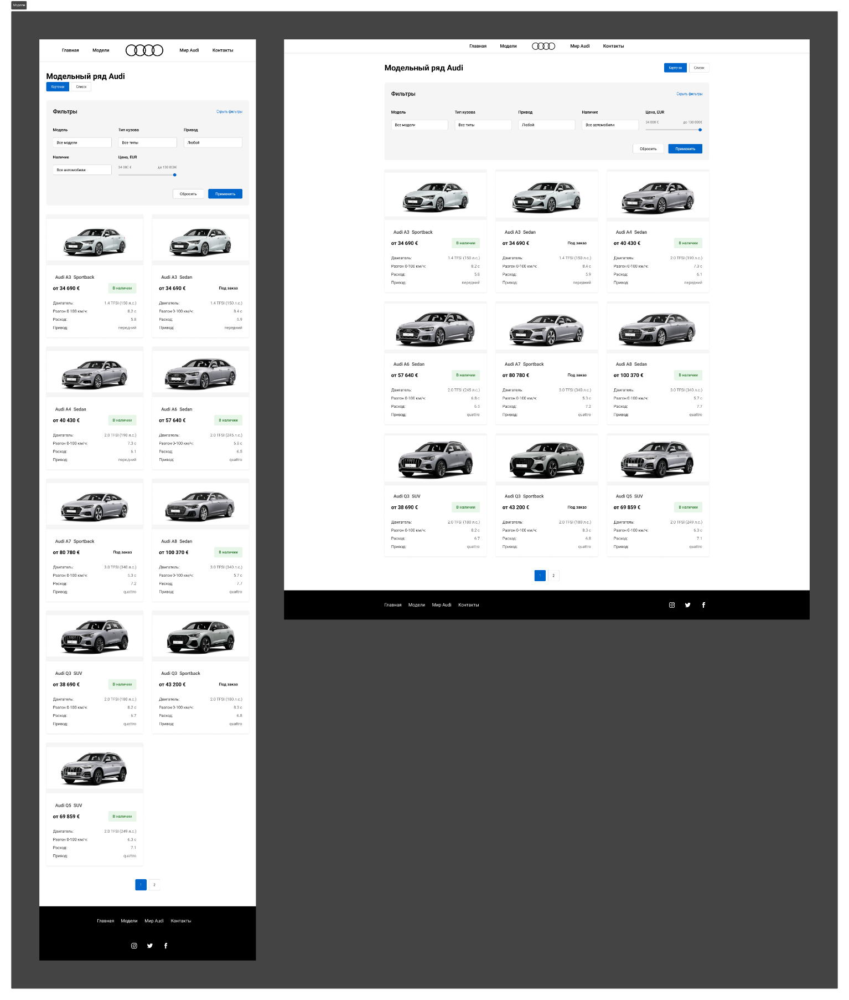 Модели
Главная Модели Мир Audi Контакты
Модельный ряд Audi
Карточки Список
Фильтры Скрыть фильтры
Модель Тип кузова Привод
Все модели Все типы Любой
Наличие Цена, EUR
Все автомобили 34 000 € до 130 000€
Сбросить Применить
Audi A3 Sportback
от 34 690 € В наличии
Двигатель: 1.4 TFSI (150 л.с.)
Разгон 0-100 км/ч: 8.2 с
Расход: 5.8
Привод: передний
Audi A3 Sedan
от 34 690 € Под заказ
Двигатель: 1.4 TFSI (150 л.с.)
Разгон 0-100 км/ч: 8.4 с
Расход: 5.9
Привод: передний
Audi A4 Sedan
от 40 430 € В наличии
Двигатель: 2.0 TFSI (190 л.с.)
Разгон 0-100 км/ч: 7.3 с
Расход: 6.1
Привод: передний
Audi A6 Sedan
от 57 640 € В наличии
Двигатель: 2.0 TFSI (245 л.с.)
Разгон 0-100 км/ч: 6.8 с
Расход: 6.5
Привод: quattro
Audi A7 Sportback
от 80 780 € Под заказ
Двигатель: 3.0 TFSI (340 л.с.)
Разгон 0-100 км/ч: 5.3 с
Расход: 7.2
Привод: quattro
Audi A8 Sedan
от 100 370 € В наличии
Двигатель: 3.0 TFSI (340 л.с.)
Разгон 0-100 км/ч: 5.7 с
Расход: 7.7
Привод: quattro
Audi Q3 SUV
от 38 690 € В наличии
Двигатель: 2.0 TFSI (180 л.с.)
Разгон 0-100 км/ч: 8.2 с
Расход: 6.7
Привод: quattro
Audi Q3 Sportback
от 43 200 € Под заказ
Двигатель: 2.0 TFSI (180 л.с.)
Разгон 0-100 км/ч: 8.3 с
Расход: 6.8
Привод: quattro
Audi Q5 SUV
от 69 859 € В наличии
Двигатель: 2.0 TFSI (249 л.с.)
Разгон 0-100 км/ч: 6.3 с
Расход: 7.1
Привод: quattro
1 2
Главная Модели Мир Audi Контакты
Главная Модели Мир Audi Контакты
Модельный ряд Audi Карточки Список
Фильтры Скрыть фильтры
Модель Тип кузова Привод Наличие Цена, EUR
Все модели Все типы Любой Все автомобили 34 000 € до 130 000€
Сбросить Применить
Audi A3 Sportback
от 34 690 € В наличии
Двигатель: 1.4 TFSI (150 л.с.)
Разгон 0-100 км/ч: 8.2 с
Расход: 5.8
Привод: передний
Audi A3 Sedan
от 34 690 € Под заказ
Двигатель: 1.4 TFSI (150 л.с.)
Разгон 0-100 км/ч: 8.4 с
Расход: 5.9
Привод: передний
Audi A4 Sedan
от 40 430 € В наличии
Двигатель: 2.0 TFSI (190 л.с.)
Разгон 0-100 км/ч: 7.3 с
Расход: 6.1
Привод: передний
Audi A6 Sedan
от 57 640 € В наличии
Двигатель: 2.0 TFSI (245 л.с.)
Разгон 0-100 км/ч: 6.8 с
Расход: 6.5
Привод: quattro
Audi A7 Sportback
от 80 780 € Под заказ
Двигатель: 3.0 TFSI (340 л.с.)
Разгон 0-100 км/ч: 5.3 с
Расход: 7.2
Привод: quattro
Audi A8 Sedan
от 100 370 € В наличии
Двигатель: 3.0 TFSI (340 л.с.)
Разгон 0-100 км/ч: 5.7 с
Расход: 7.7
Привод: quattro
Audi Q3 SUV
от 38 690 € В наличии
Двигатель: 2.0 TFSI (180 л.с.)
Разгон 0-100 км/ч: 8.2 с
Расход: 6.7
Привод: quattro
Audi Q3 Sportback
от 43 200 € Под заказ
Двигатель: 2.0 TFSI (180 л.с.)
Разгон 0-100 км/ч: 8.3 с
Расход: 6.8
Привод: quattro
Audi Q5 SUV
от 69 859 € В наличии
Двигатель: 2.0 TFSI (249 л.с.)
Разгон 0-100 км/ч: 6.3 с
Расход: 7.1
Привод: quattro
1 2
Главная Модели Мир Audi Контакты